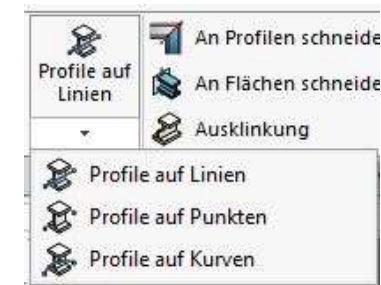 Profile auf
Linien
An Profilen schneide
An Flächen schneide
Ausklinkung
Profile auf Linien
Profile auf Punkten
Profile auf Kurven